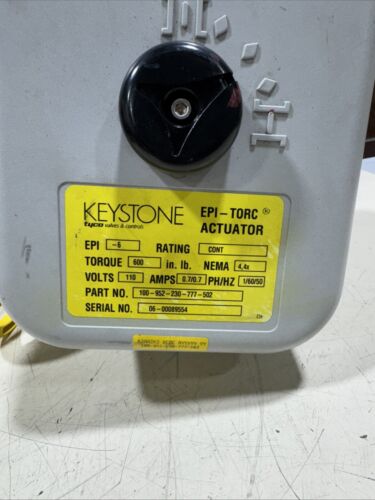 KEYSTONE EPI-TORC ®
tyco valves & controls ACTUATOR
EPI -6 RATING CONT
TORQUE 600 in. lb. NEMA 4,4x
VOLTS 110 AMPS 0.7/0.7 PH/HZ 1/60/50
PART NO. 100-952-230-777-502
SERIAL NO. 06-00089554